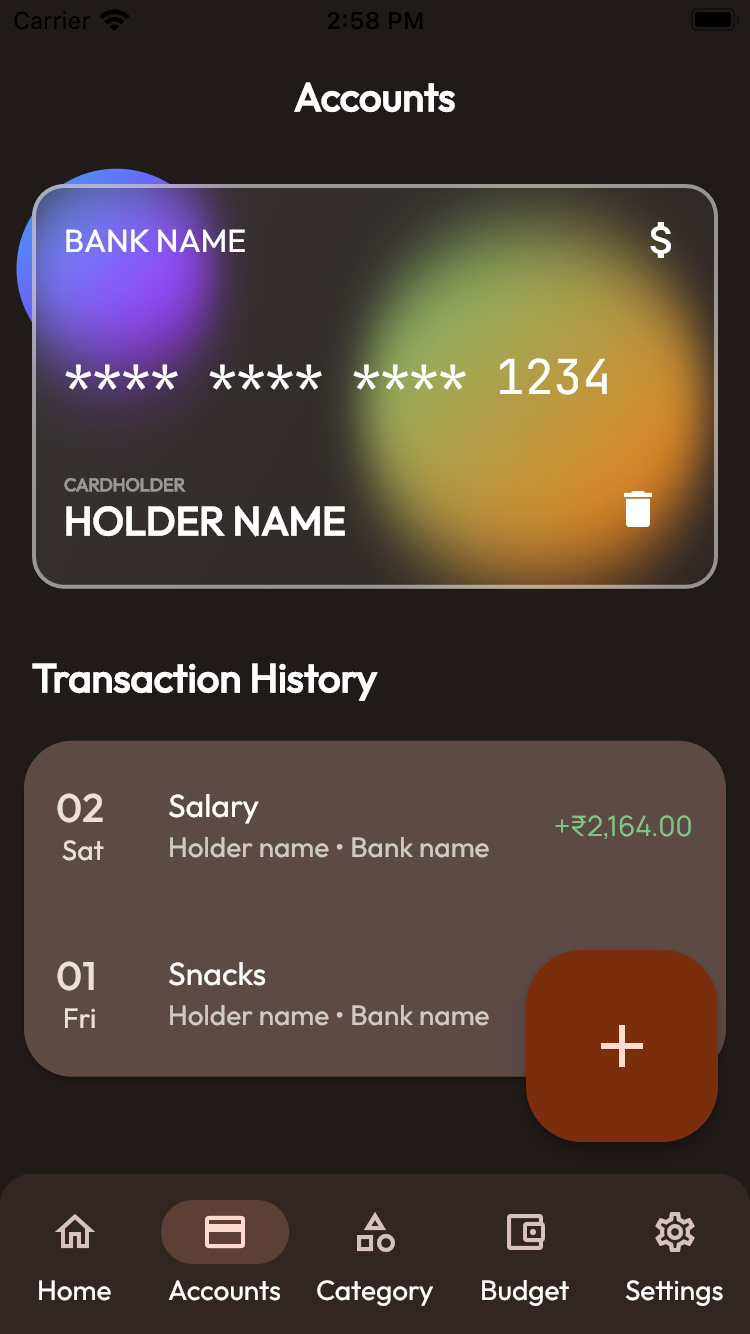 Carrier 2:58 PM
Accounts
BANK NAME $
**** **** **** 1234
CARDHOLDER
HOLDER NAME
Transaction History
02 Salary +₹2,164.00
Sat Holder name • Bank name
01 Snacks
Fri Holder name • Bank name
Home Accounts Category Budget Settings